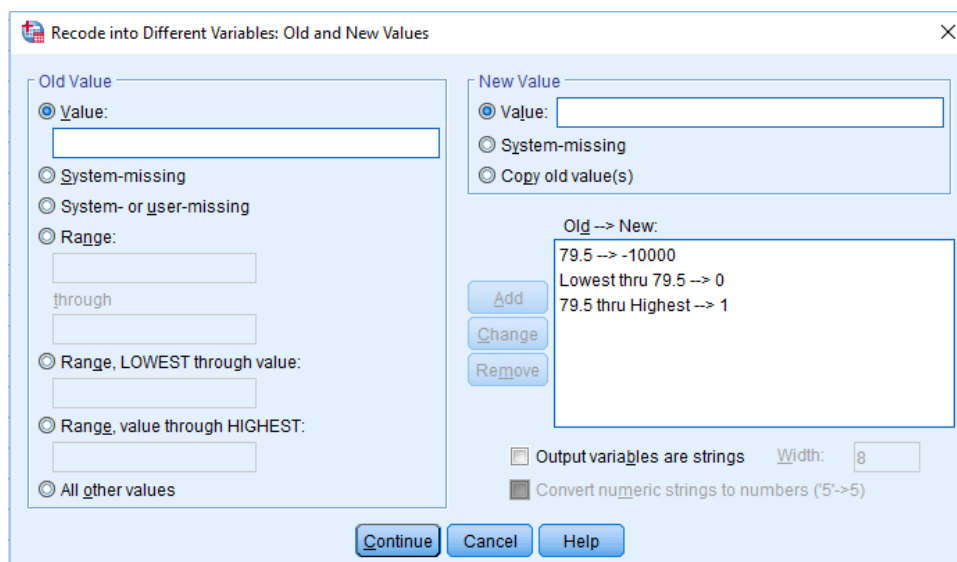 Recode into Different Variables: Old and New Values
Old Value
Value:
System-missing
System- or user-missing
Range:
through
Range, LOWEST through value:
Range, value through HIGHEST:
All other values
New Value
Value:
System-missing
Copy old value(s)
Old --> New:
79.5 --> -10000
Lowest thru 79.5 --> 0
79.5 thru Highest --> 1
Add
Change
Remove
Output variables are strings Width: 8
Convert numeric strings to numbers ('5'->5)
Continue Cancel Help